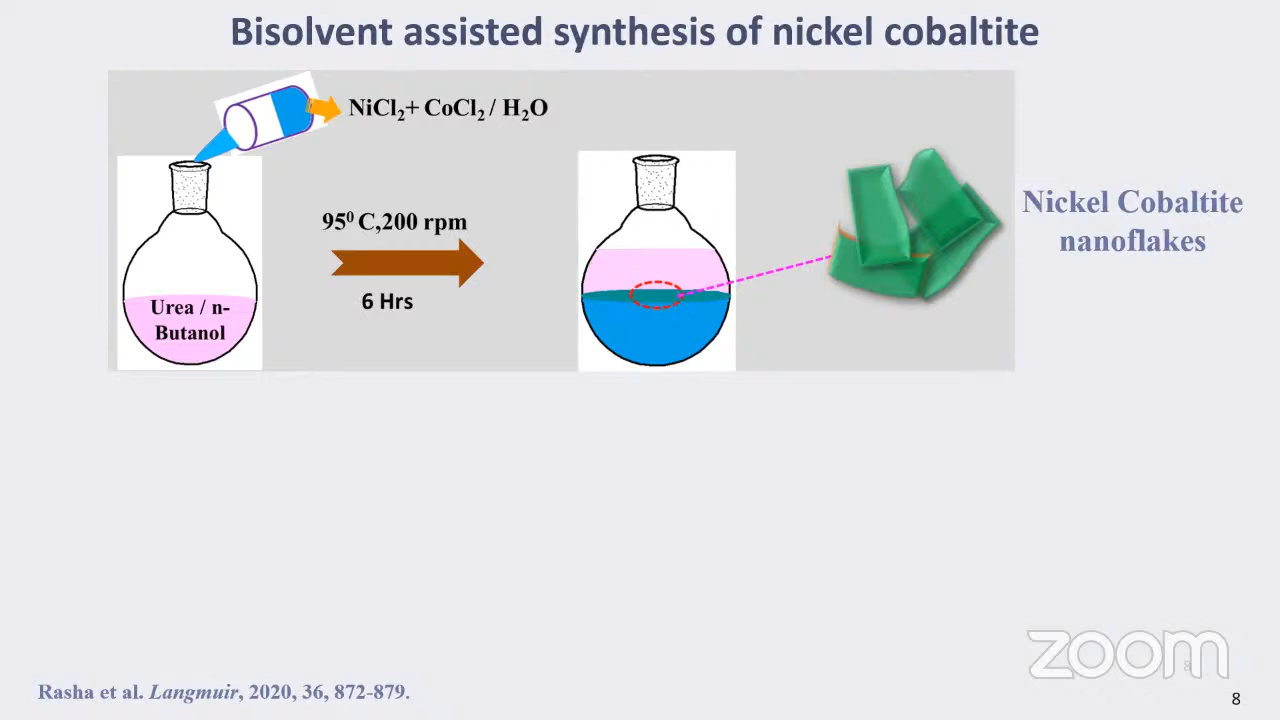 Bisolvent assisted synthesis of nickel cobaltite
NiCl₂+ CoCl₂ / H₂O
95⁰ C,200 rpm
6 Hrs
Urea / n-
Butanol
Nickel Cobaltite
nanoflakes
zoom
8
Rasha et al. Langmuir, 2020, 36, 872-879.
8